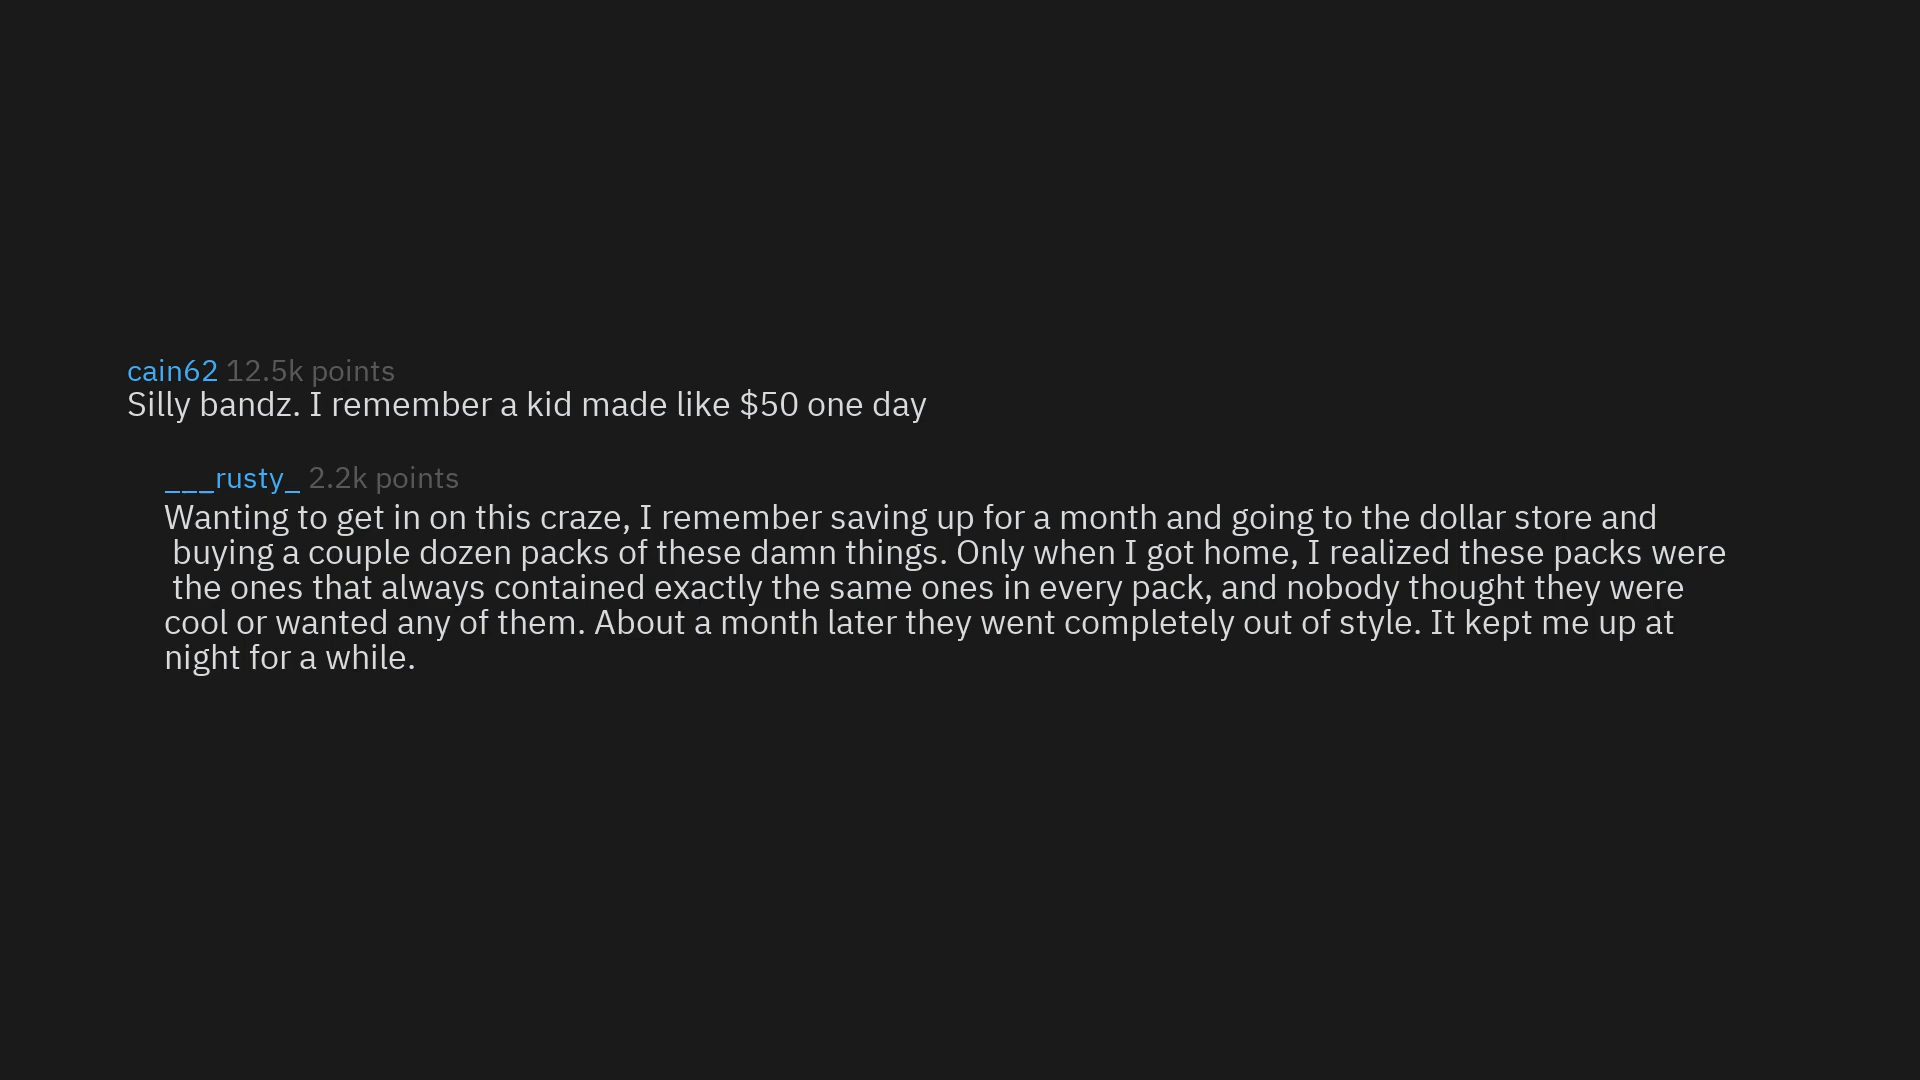 cain62 12.5k points
Silly bandz. I remember a kid made like $50 one day
___rusty_ 2.2k points
Wanting to get in on this craze, I remember saving up for a month and going to the dollar store and
buying a couple dozen packs of these damn things. Only when I got home, I realized these packs were
the ones that always contained exactly the same ones in every pack, and nobody thought they were
cool or wanted any of them. About a month later they went completely out of style. It kept me up at
night for a while.